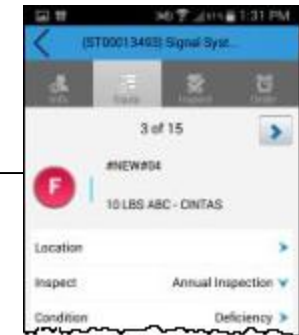 1:31 PM
(ST00013493) Signal Syst...
Info
Inspect
Order
3 of 15
#NEW#04
F
10 LBS ABC - CINTAS
Location
Inspect Annual Inspection
Condition Deficiency